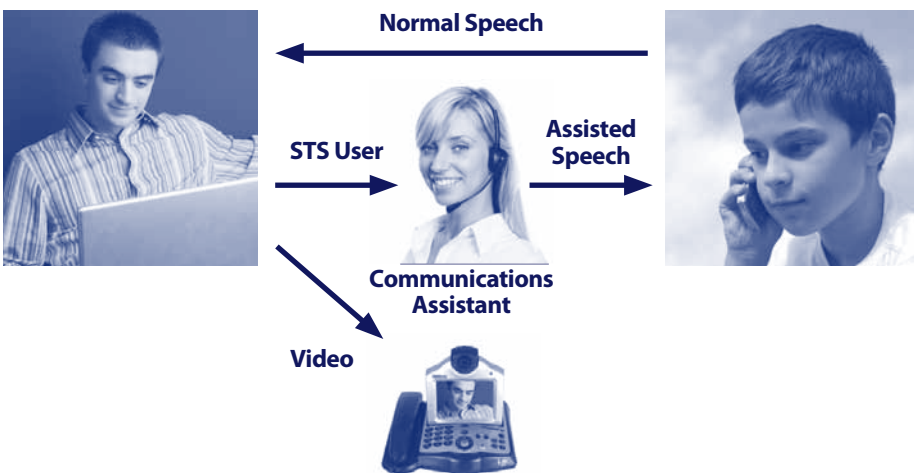 Normal Speech
STS User
Assisted
Speech
Communications
Assistant
Video